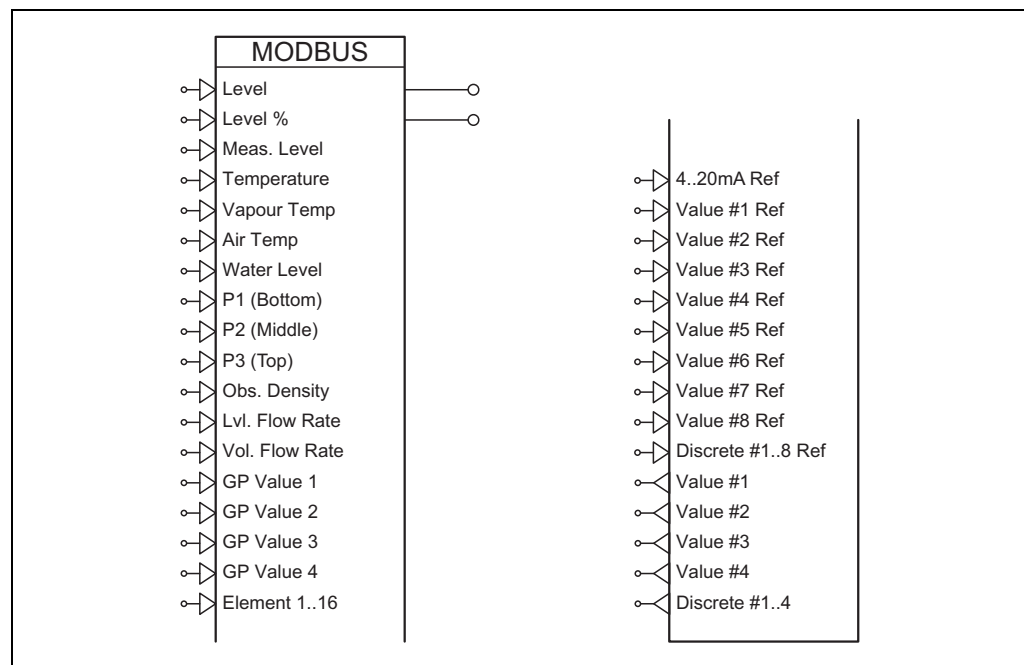 MODBUS
Level
Level %
Meas. Level
Temperature
Vapour Temp
Air Temp
Water Level
P1 (Bottom)
P2 (Middle)
P3 (Top)
Obs. Density
Lvl. Flow Rate
Vol. Flow Rate
GP Value 1
GP Value 2
GP Value 3
GP Value 4
Element 1..16
4..20mA Ref
Value #1 Ref
Value #2 Ref
Value #3 Ref
Value #4 Ref
Value #5 Ref
Value #6 Ref
Value #7 Ref
Value #8 Ref
Discrete #1..8 Ref
Value #1
Value #2
Value #3
Value #4
Discrete #1..4